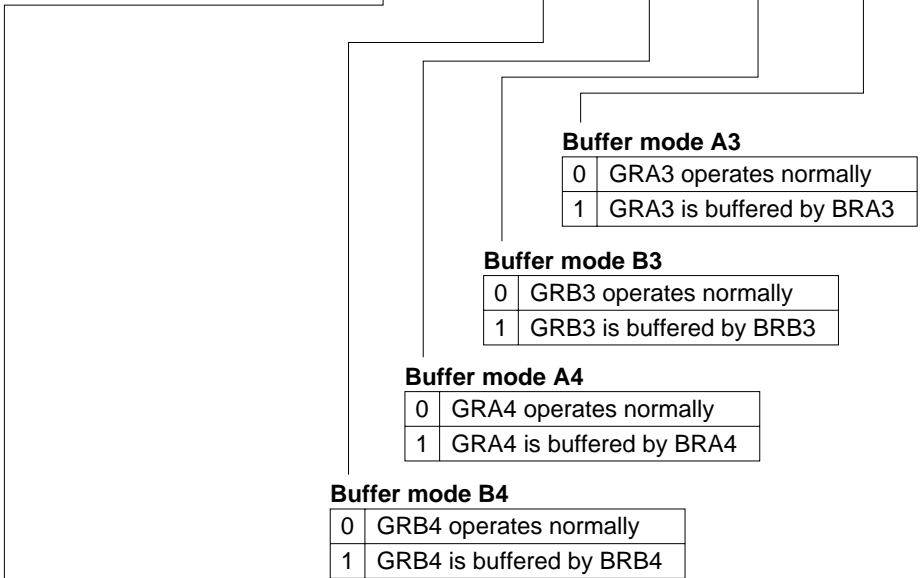 Buffer mode A3
0 GRA3 operates normally
1 GRA3 is buffered by BRA3
Buffer mode B3
0 GRB3 operates normally
1 GRB3 is buffered by BRB3
Buffer mode A4
0 GRA4 operates normally
1 GRA4 is buffered by BRA4
Buffer mode B4
0 GRB4 operates normally
1 GRB4 is buffered by BRB4